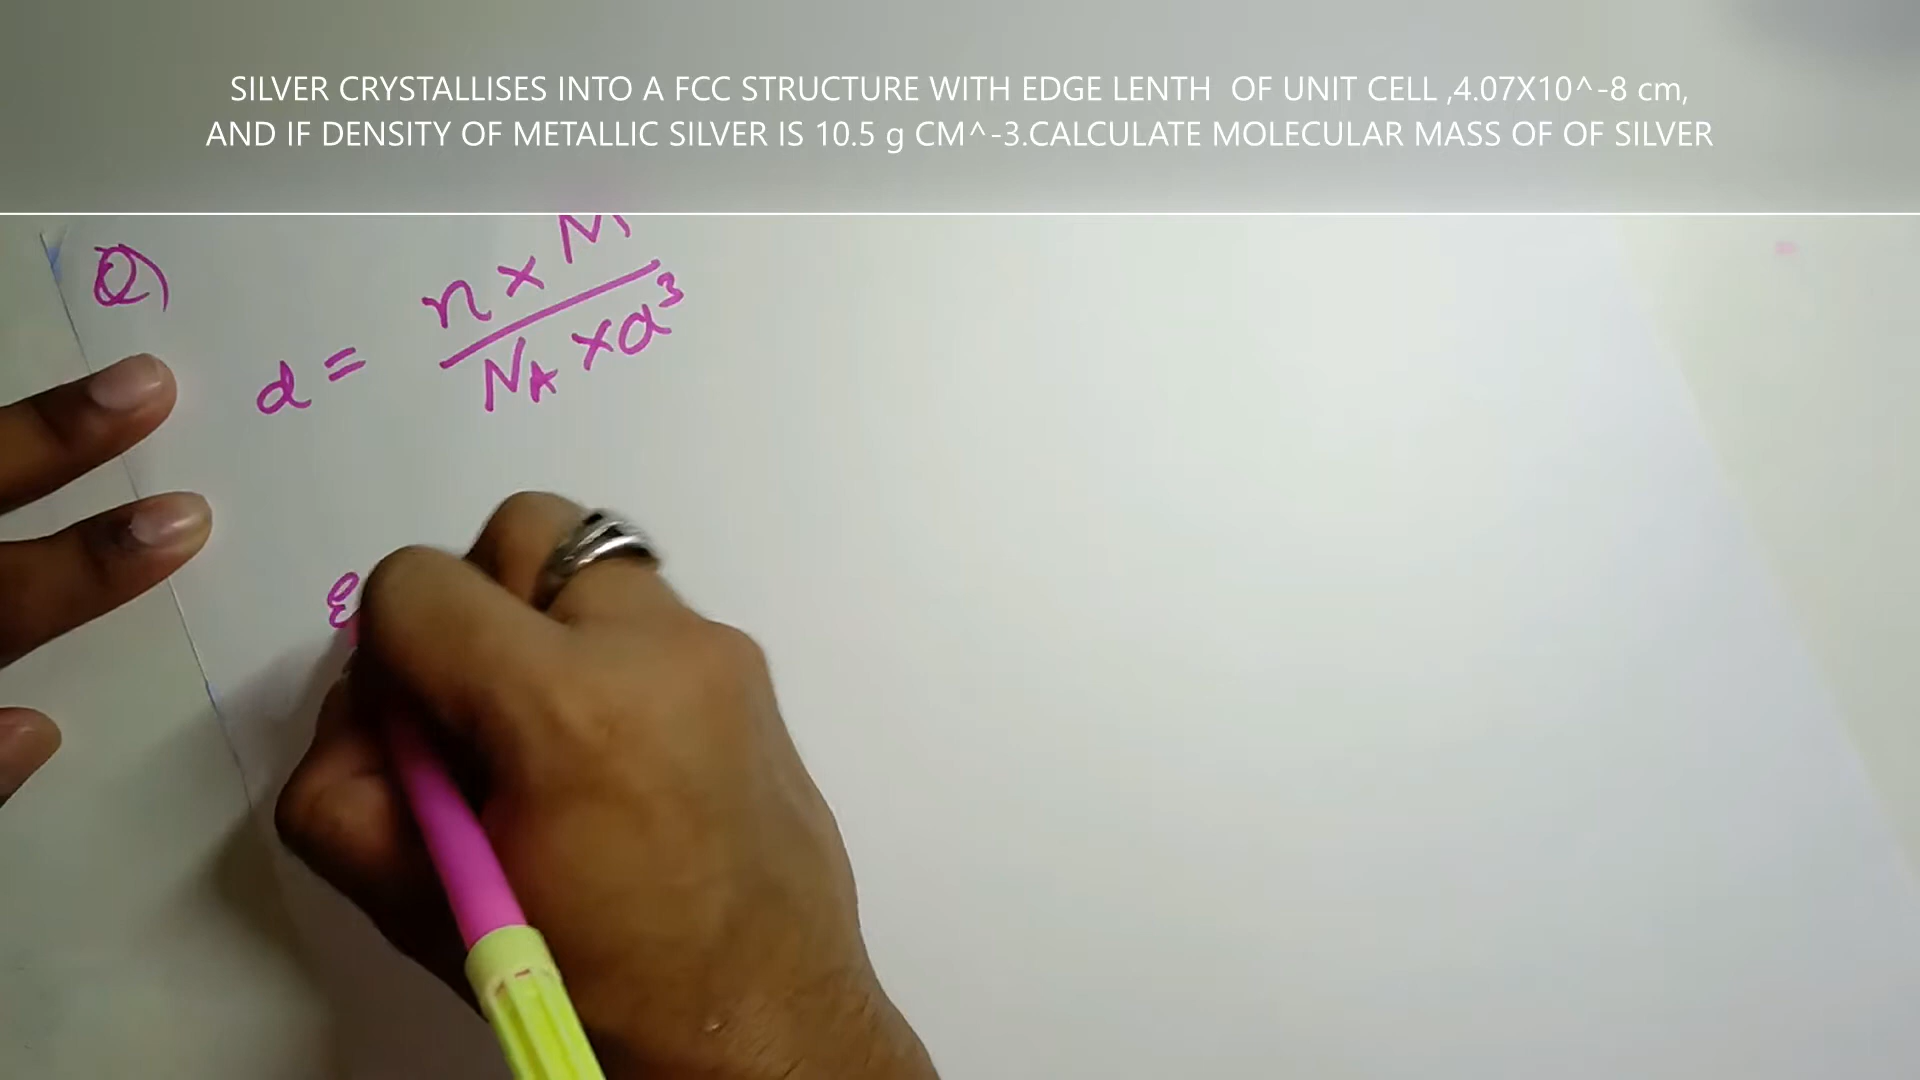 SILVER CRYSTALLISES INTO A FCC STRUCTURE WITH EDGE LENTH OF UNIT CELL ,4.07X10^-8 cm,
AND IF DENSITY OF METALLIC SILVER IS 10.5 g CM^-3.CALCULATE MOLECULAR MASS OF OF SILVER
Q)
d = n × M
N_A × a³